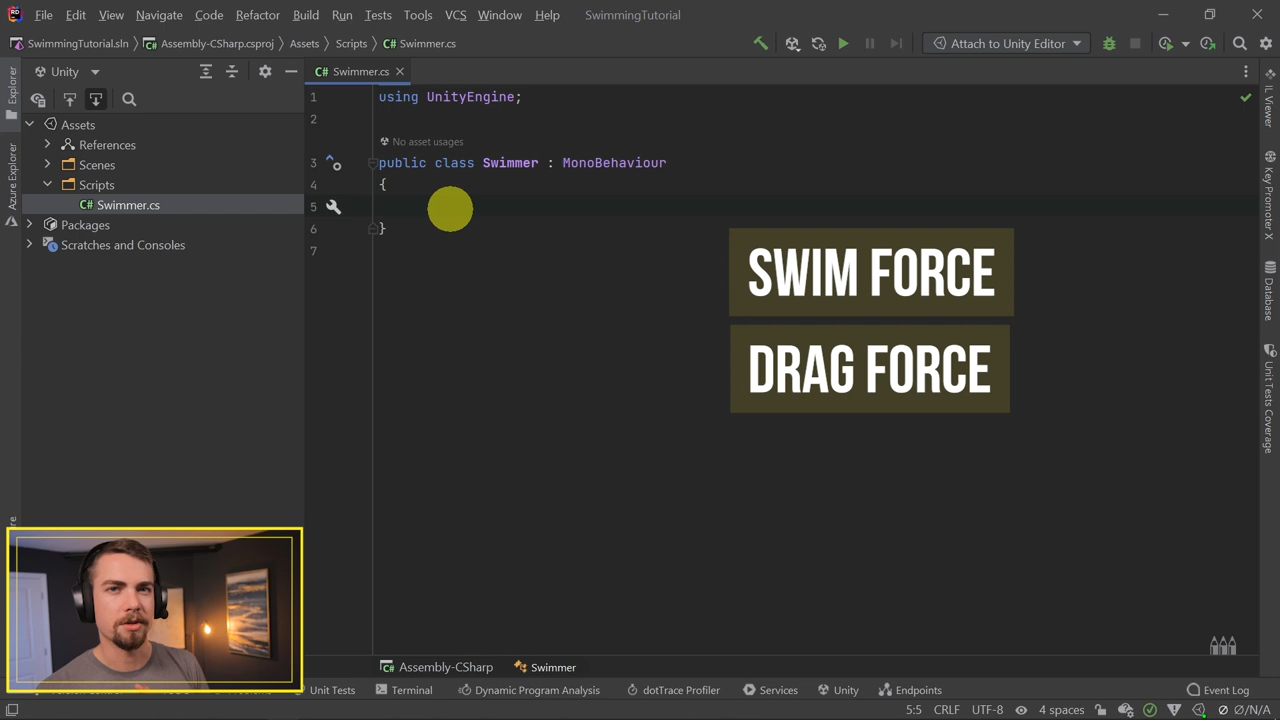 File Edit View Navigate Code Refactor Build Run Tests Tools VCS Window Help SwimmingTutorial
SwimmingTutorial.sln Assembly-CSharp.csproj Assets Scripts Swimmer.cs Attach to Unity Editor
Explorer
Azure Explorer
Unity
Assets
References
Scenes
Scripts
Swimmer.cs
Packages
Scratches and Consoles
Swimmer.cs
1 using UnityEngine;
2
No asset usages
3 public class Swimmer : MonoBehaviour
4 {
5
6 }
7
SWIM FORCE
DRAG FORCE
IL Viewer
Key Promoter X
Database
Unit Tests Coverage
Assembly-CSharp Swimmer
Unit Tests Terminal Dynamic Program Analysis dotTrace Profiler Services Unity Endpoints Event Log
5:5 CRLF UTF-8 4 spaces Ø/N/A